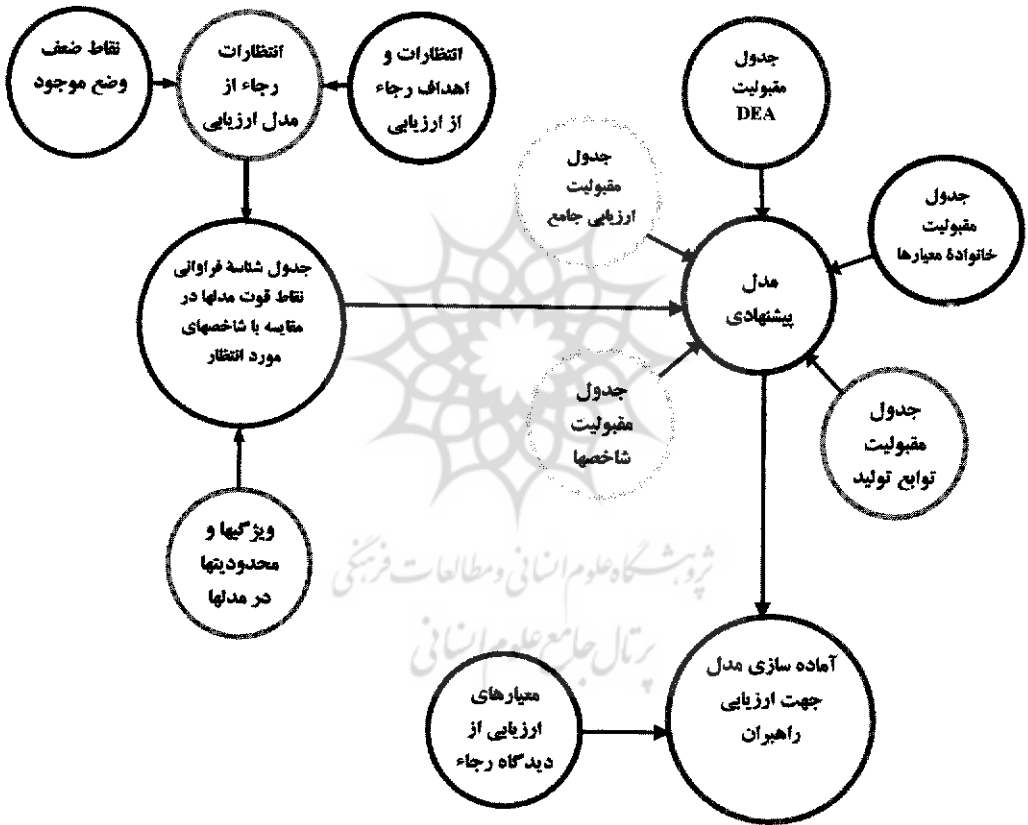 نقاط ضعف
وضع موجود
انتظارات
رجاء از
مدل ارزیابی
انتظارات و
اهداف رجاء
از ارزیابی
جدول
مقبولیت
DEA
جدول
مقبولیت
ارزیابی جامع
جدول
مقبولیت
خانوادهٔ معیارها
جدول شناسهٔ فراوانی
نقاط قوت مدلها در
مقایسه با شاخصهای
مورد انتظار
مدل
پیشنهادی
جدول
مقبولیت
شاخصها
جدول
مقبولیت
توابع تولید
ویژگیها و
محدودیتها
در مدلها
پژوهشگاه علوم انسانی و مطالعات فرهنگی
پرتال جامع علوم انسانی
معیارهای
ارزیابی از
دیدگاه رجاء
آماده سازی مدل
جهت ارزیابی
راهبران